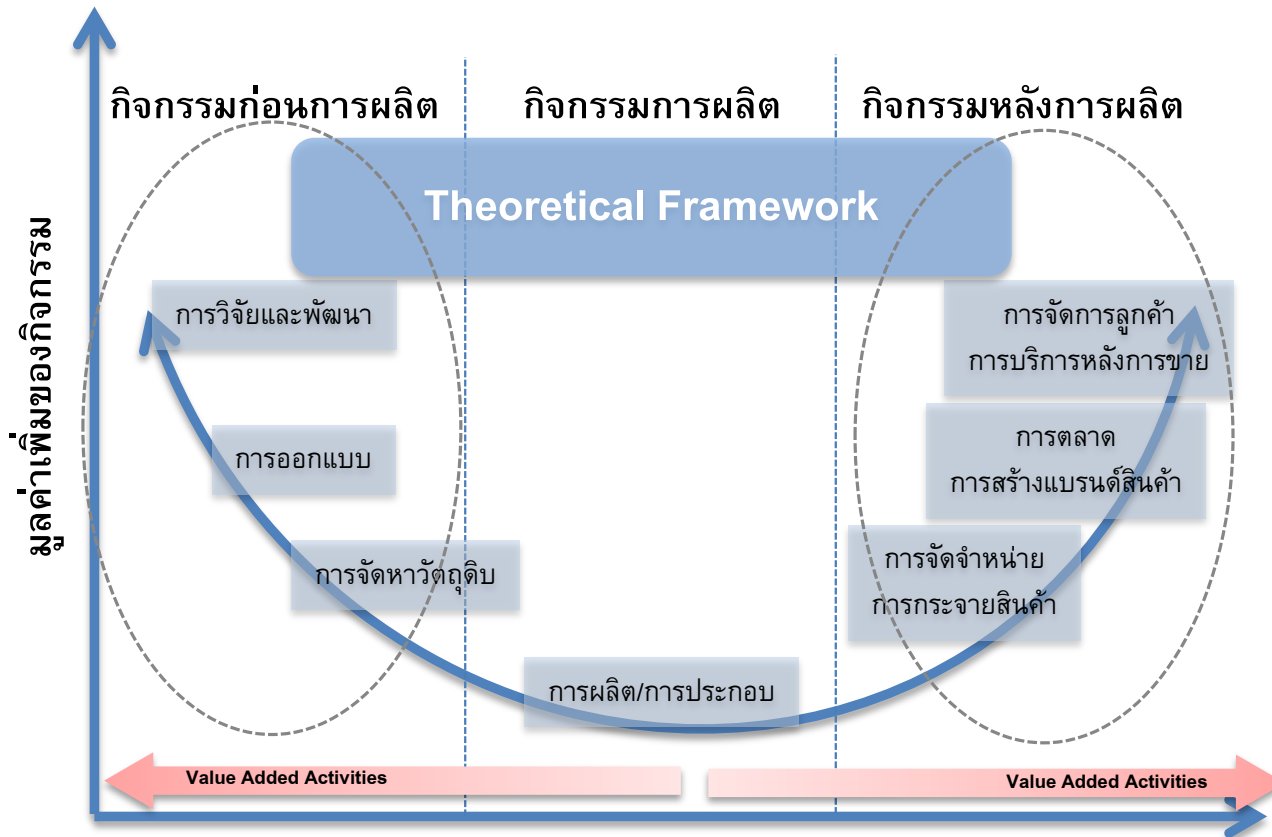 กิจกรรมก่อนการผลิต
กิจกรรมการผลิต
กิจกรรมหลังการผลิต
Theoretical Framework
มูลค่าเพิ่มของกิจกรรม
การวิจัยและพัฒนา
การจัดการลูกค้า
การบริการหลังการขาย
การออกแบบ
การตลาด
การสร้างแบรนด์สินค้า
การจัดหาวัตถุดิบ
การจัดจำหน่าย
การกระจายสินค้า
การผลิต/การประกอบ
Value Added Activities
Value Added Activities